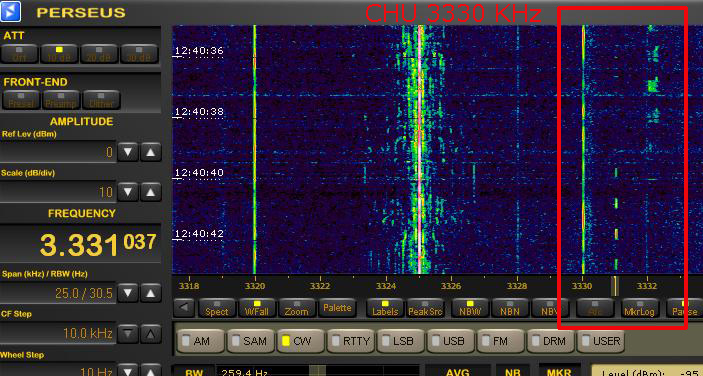 PERSEUS
CHU 3330 KHz
ATT
Off 10 dB 20 dB 30 dB
FRONT-END
Presel Preamp Dither
AMPLITUDE
Ref Lev (dBm)
0
Scale (dB/div)
10
FREQUENCY
3.331 037
Span (kHz) / RBW (Hz)
25.0 / 30.5
CF Step
10.0 kHz
Wheel Step
10 Hz
12:40:36
12:40:38
12:40:40
12:40:42
3318 3320 3322 3324 3326 3328 3330 3332
Spect WFall Zoom Palette Labels PeakSrc NBW NBN NBV Afc MkrLog Pause
AM SAM CW RTTY LSB USB FM DRM USER
BW 259.4 Hz AVG NB MKR Level (dBm) -95